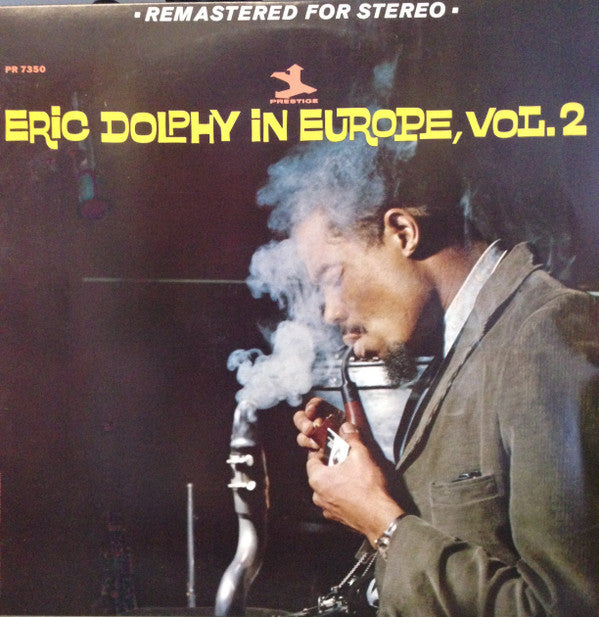 • REMASTERED FOR STEREO •
PR 7350
PRESTIGE
ERIC DOLPHY IN EUROPE, VOL. 2